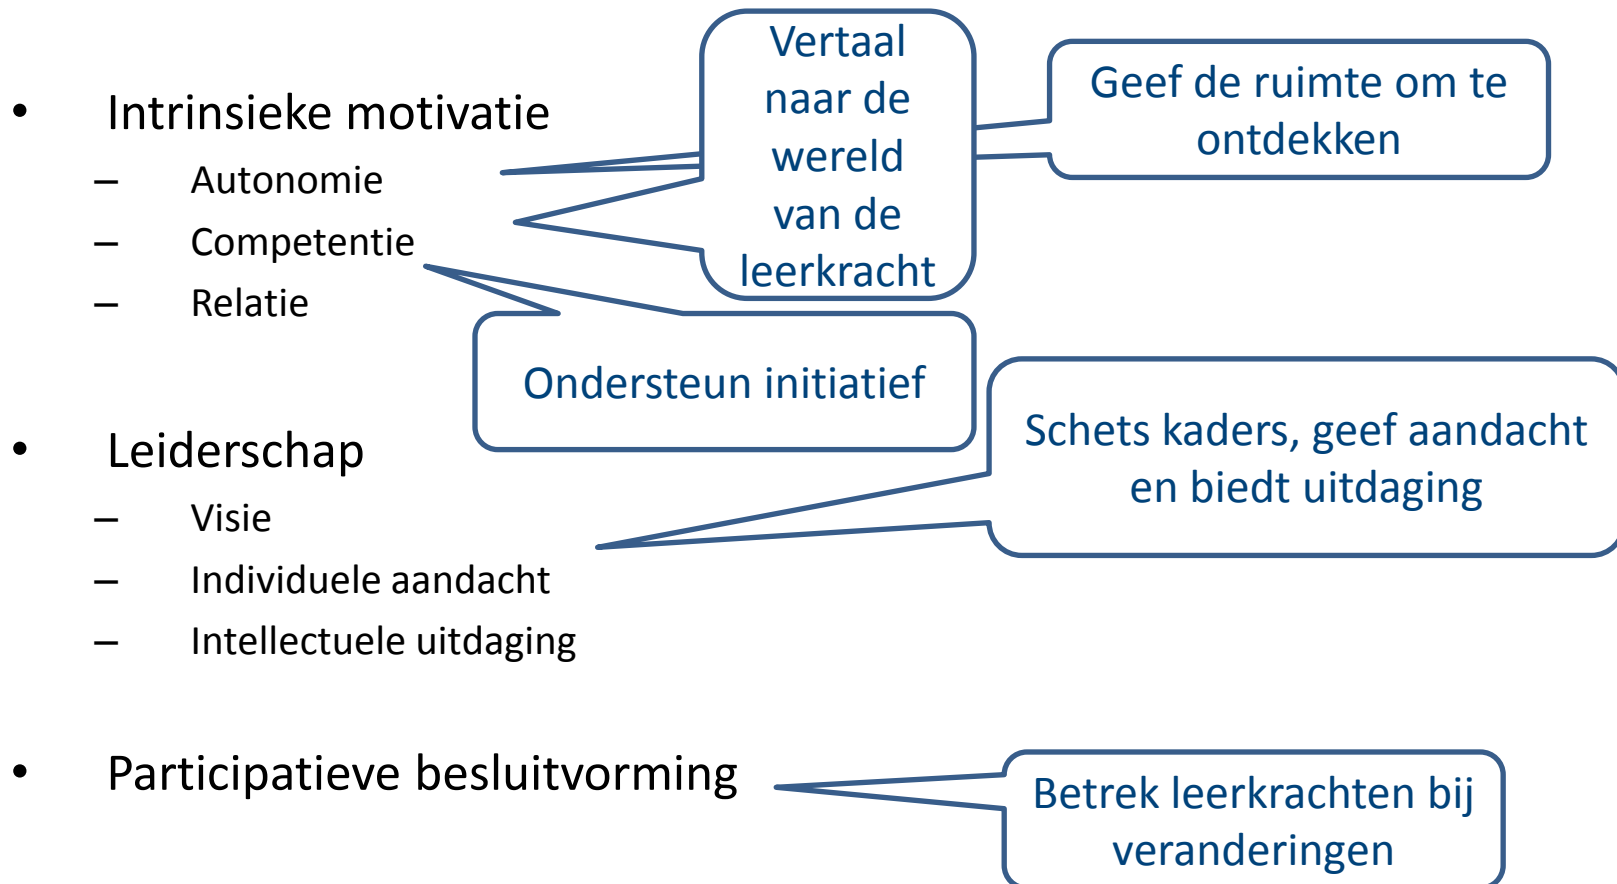 • Intrinsieke motivatie
– Autonomie
– Competentie
– Relatie
Vertaal
naar de
wereld
van de
leerkracht
Geef de ruimte om te
ontdekken
Ondersteun initiatief
• Leiderschap
– Visie
– Individuele aandacht
– Intellectuele uitdaging
Schets kaders, geef aandacht
en biedt uitdaging
• Participatieve besluitvorming
Betrek leerkrachten bij
veranderingen